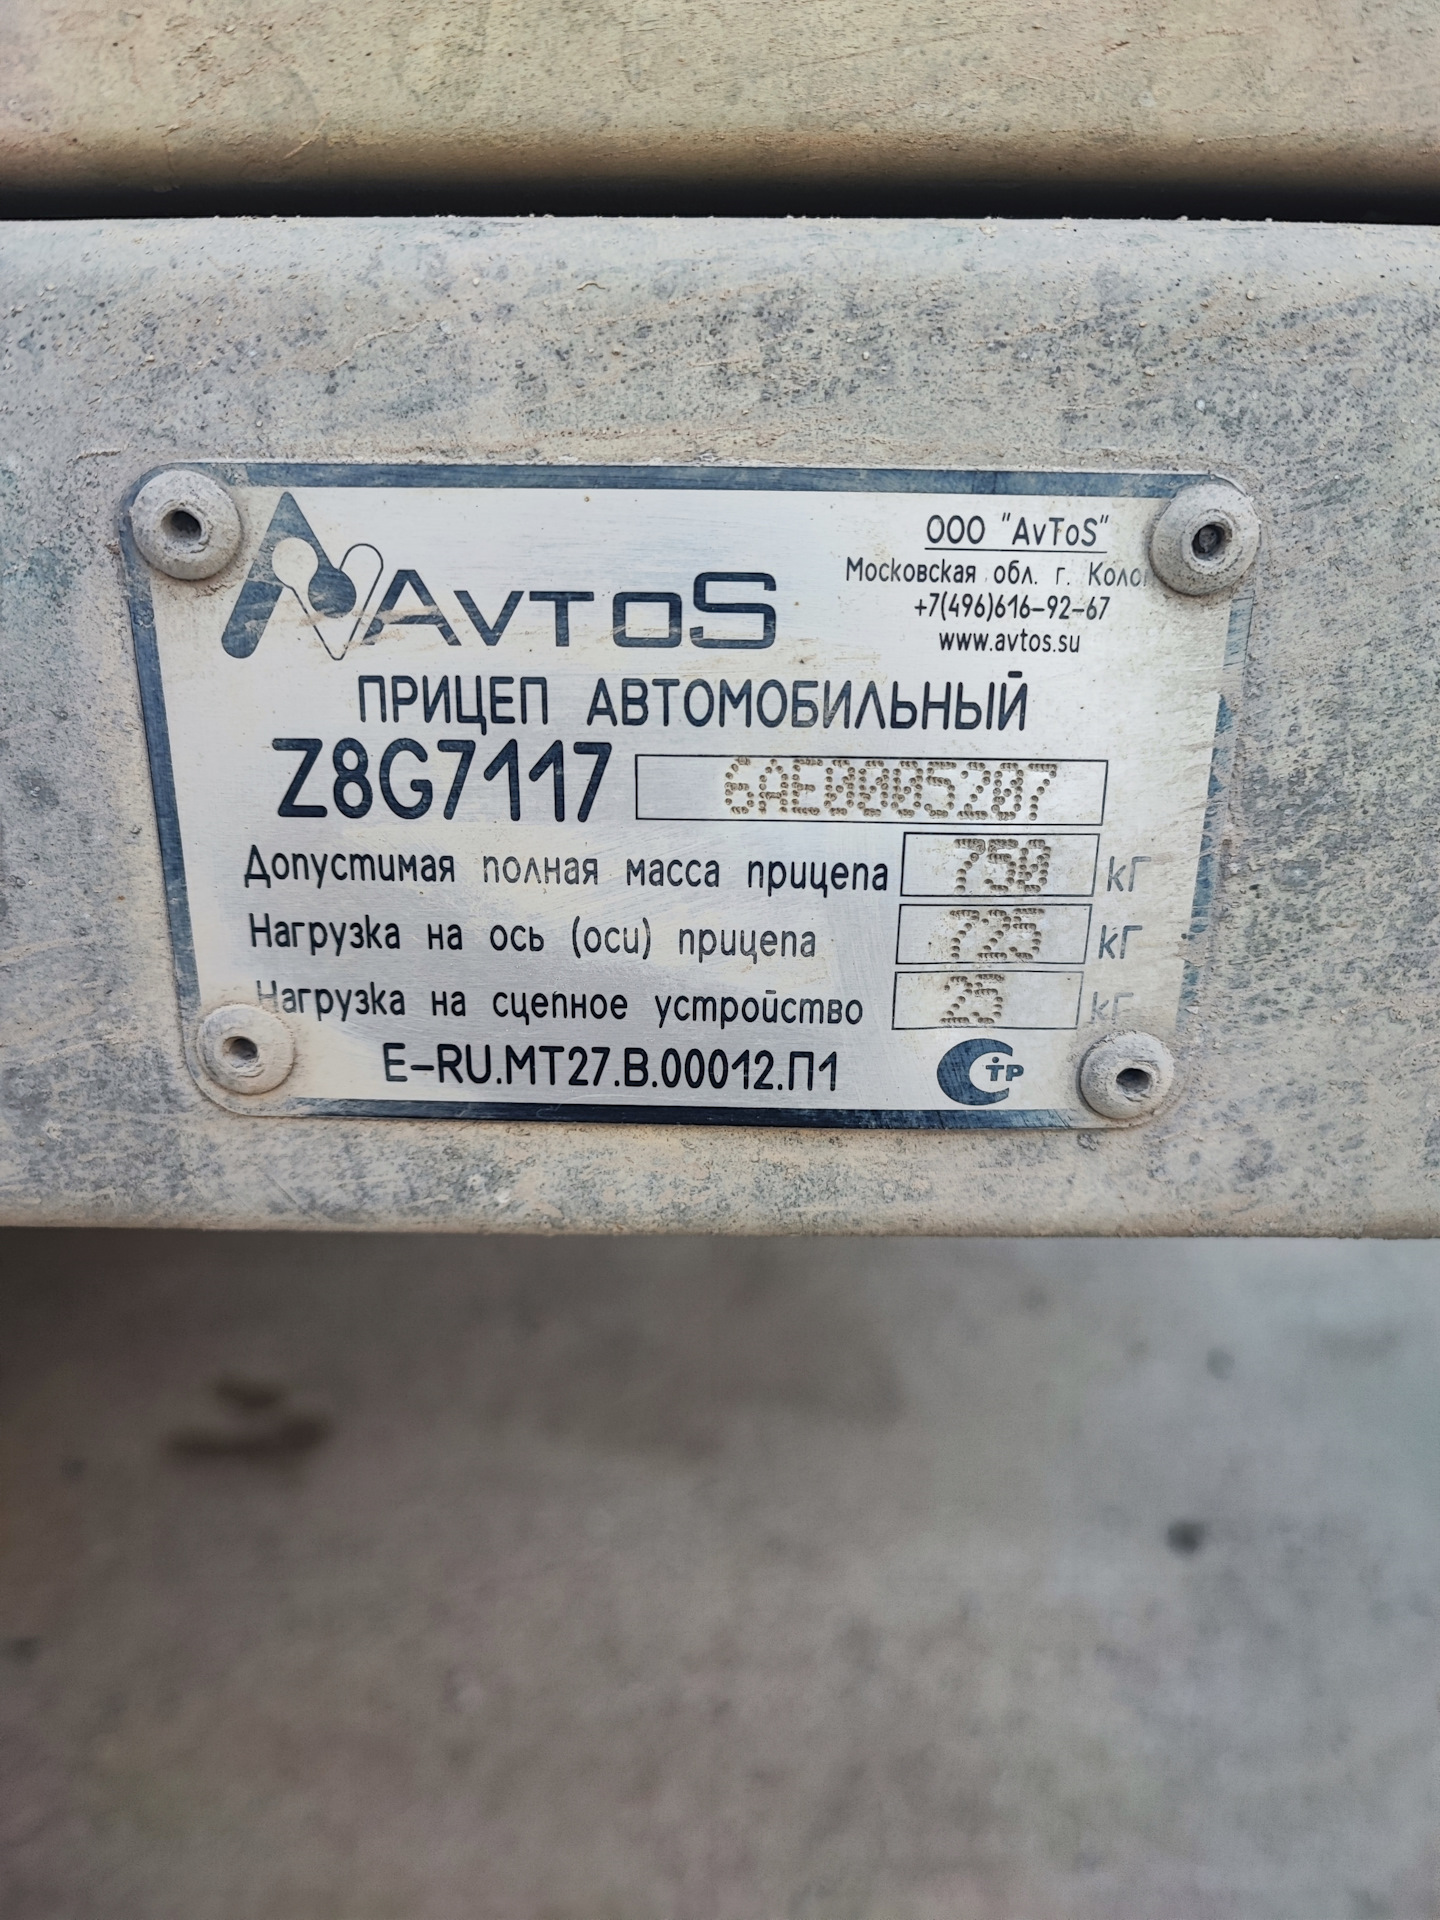 AvtoS
ООО "AvToS"
Московская обл. г.
+7(496)616-92-67
www.avtos.su
ПРИЦЕП АВТОМОБИЛЬНЫЙ
Z8G7117 6AE0005207
Допустимая полная масса прицепа 750 кГ
Нагрузка на ось (оси) прицепа 725 кГ
Нагрузка на сцепное устройство 25 кГ
E-RU.MT27.B.00012.П1
СТР